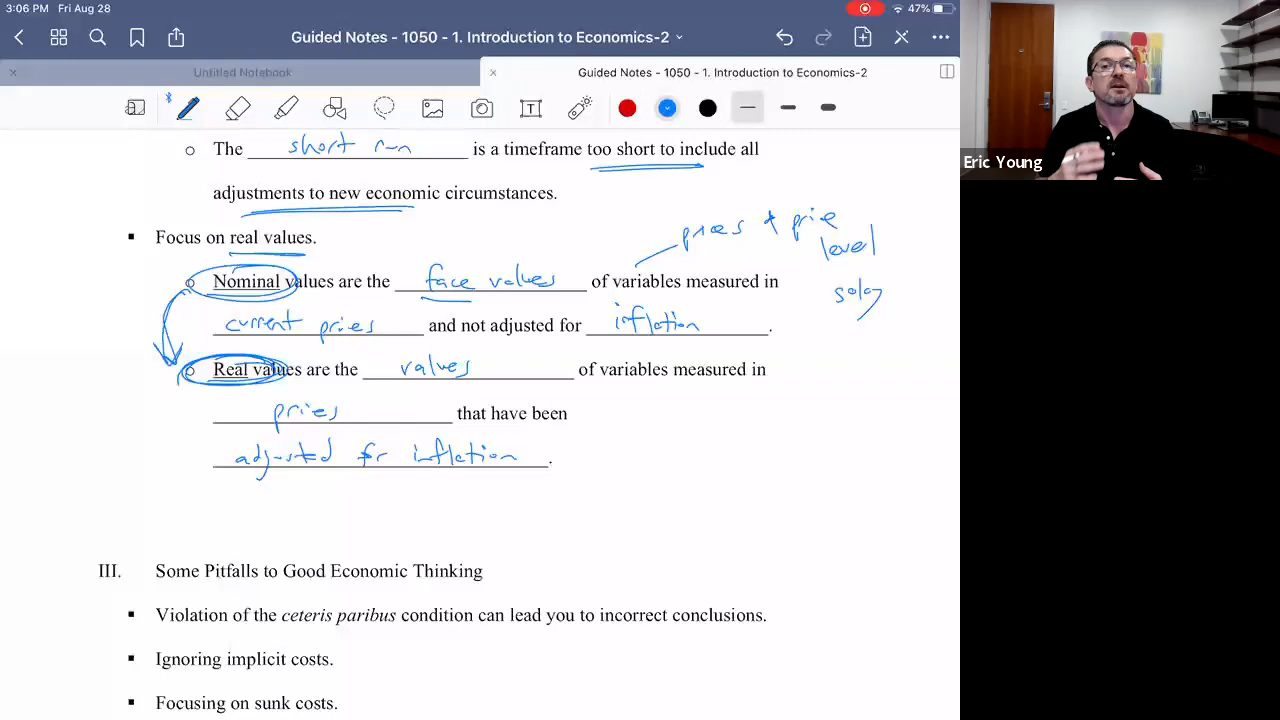 3:06 PM Fri Aug 28
47%
Guided Notes - 1050 - 1. Introduction to Economics-2
Untitled Notebook
Guided Notes - 1050 - 1. Introduction to Economics-2
The short run is a timeframe too short to include all
adjustments to new economic circumstances.
Eric Young
prices + price
level
Focus on real values.
Nominal values are the face values of variables measured in
salary
current prices and not adjusted for inflation.
Real values are the values of variables measured in
prices that have been
adjusted for inflation.
III. Some Pitfalls to Good Economic Thinking
Violation of the ceteris paribus condition can lead you to incorrect conclusions.
Ignoring implicit costs.
Focusing on sunk costs.